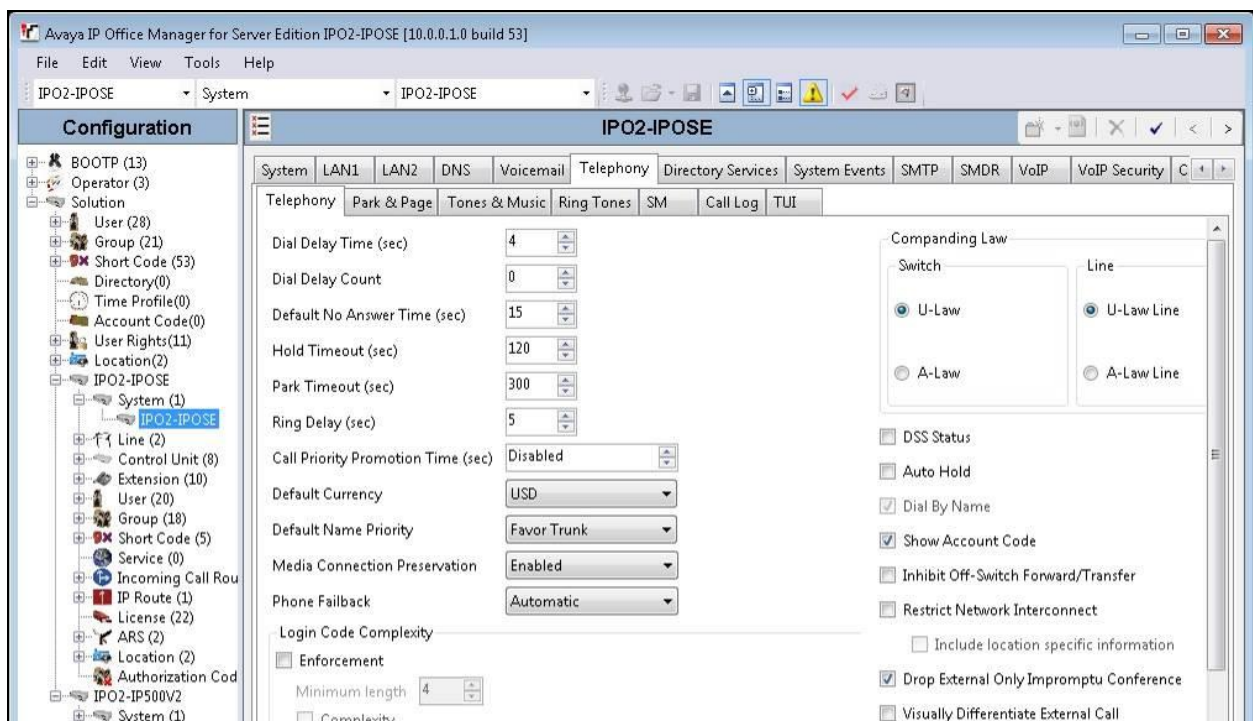 Avaya IP Office Manager for Server Edition IPO2-IPOSE [10.0.0.1.0 build 53]
File Edit View Tools Help
IPO2-IPOSE System IPO2-IPOSE
Configuration
IPO2-IPOSE
BOOTP (13)
Operator (3)
Solution
User (28)
Group (21)
Short Code (53)
Directory(0)
Time Profile(0)
Account Code(0)
User Rights(11)
Location(2)
IPO2-IPOSE
System (1)
IPO2-IPOSE
Line (2)
Control Unit (8)
Extension (10)
User (20)
Group (18)
Short Code (5)
Service (0)
Incoming Call Rou
IP Route (1)
License (22)
ARS (2)
Location (2)
Authorization Cod
IPO2-IP500V2
System (1)
System LAN1 LAN2 DNS Voicemail Telephony Directory Services System Events SMTP SMDR VoIP VoIP Security C
Telephony Park & Page Tones & Music Ring Tones SM Call Log TUI
Dial Delay Time (sec) 4
Dial Delay Count 0
Default No Answer Time (sec) 15
Hold Timeout (sec) 120
Park Timeout (sec) 300
Ring Delay (sec) 5
Call Priority Promotion Time (sec) Disabled
Default Currency USD
Default Name Priority Favor Trunk
Media Connection Preservation Enabled
Phone Failback Automatic
Login Code Complexity
Enforcement
Minimum length 4
Complexity
Companding Law
Switch Line
U-Law U-Law Line
A-Law A-Law Line
DSS Status
Auto Hold
Dial By Name
Show Account Code
Inhibit Off-Switch Forward/Transfer
Restrict Network Interconnect
Include location specific information
Drop External Only Impromptu Conference
Visually Differentiate External Call